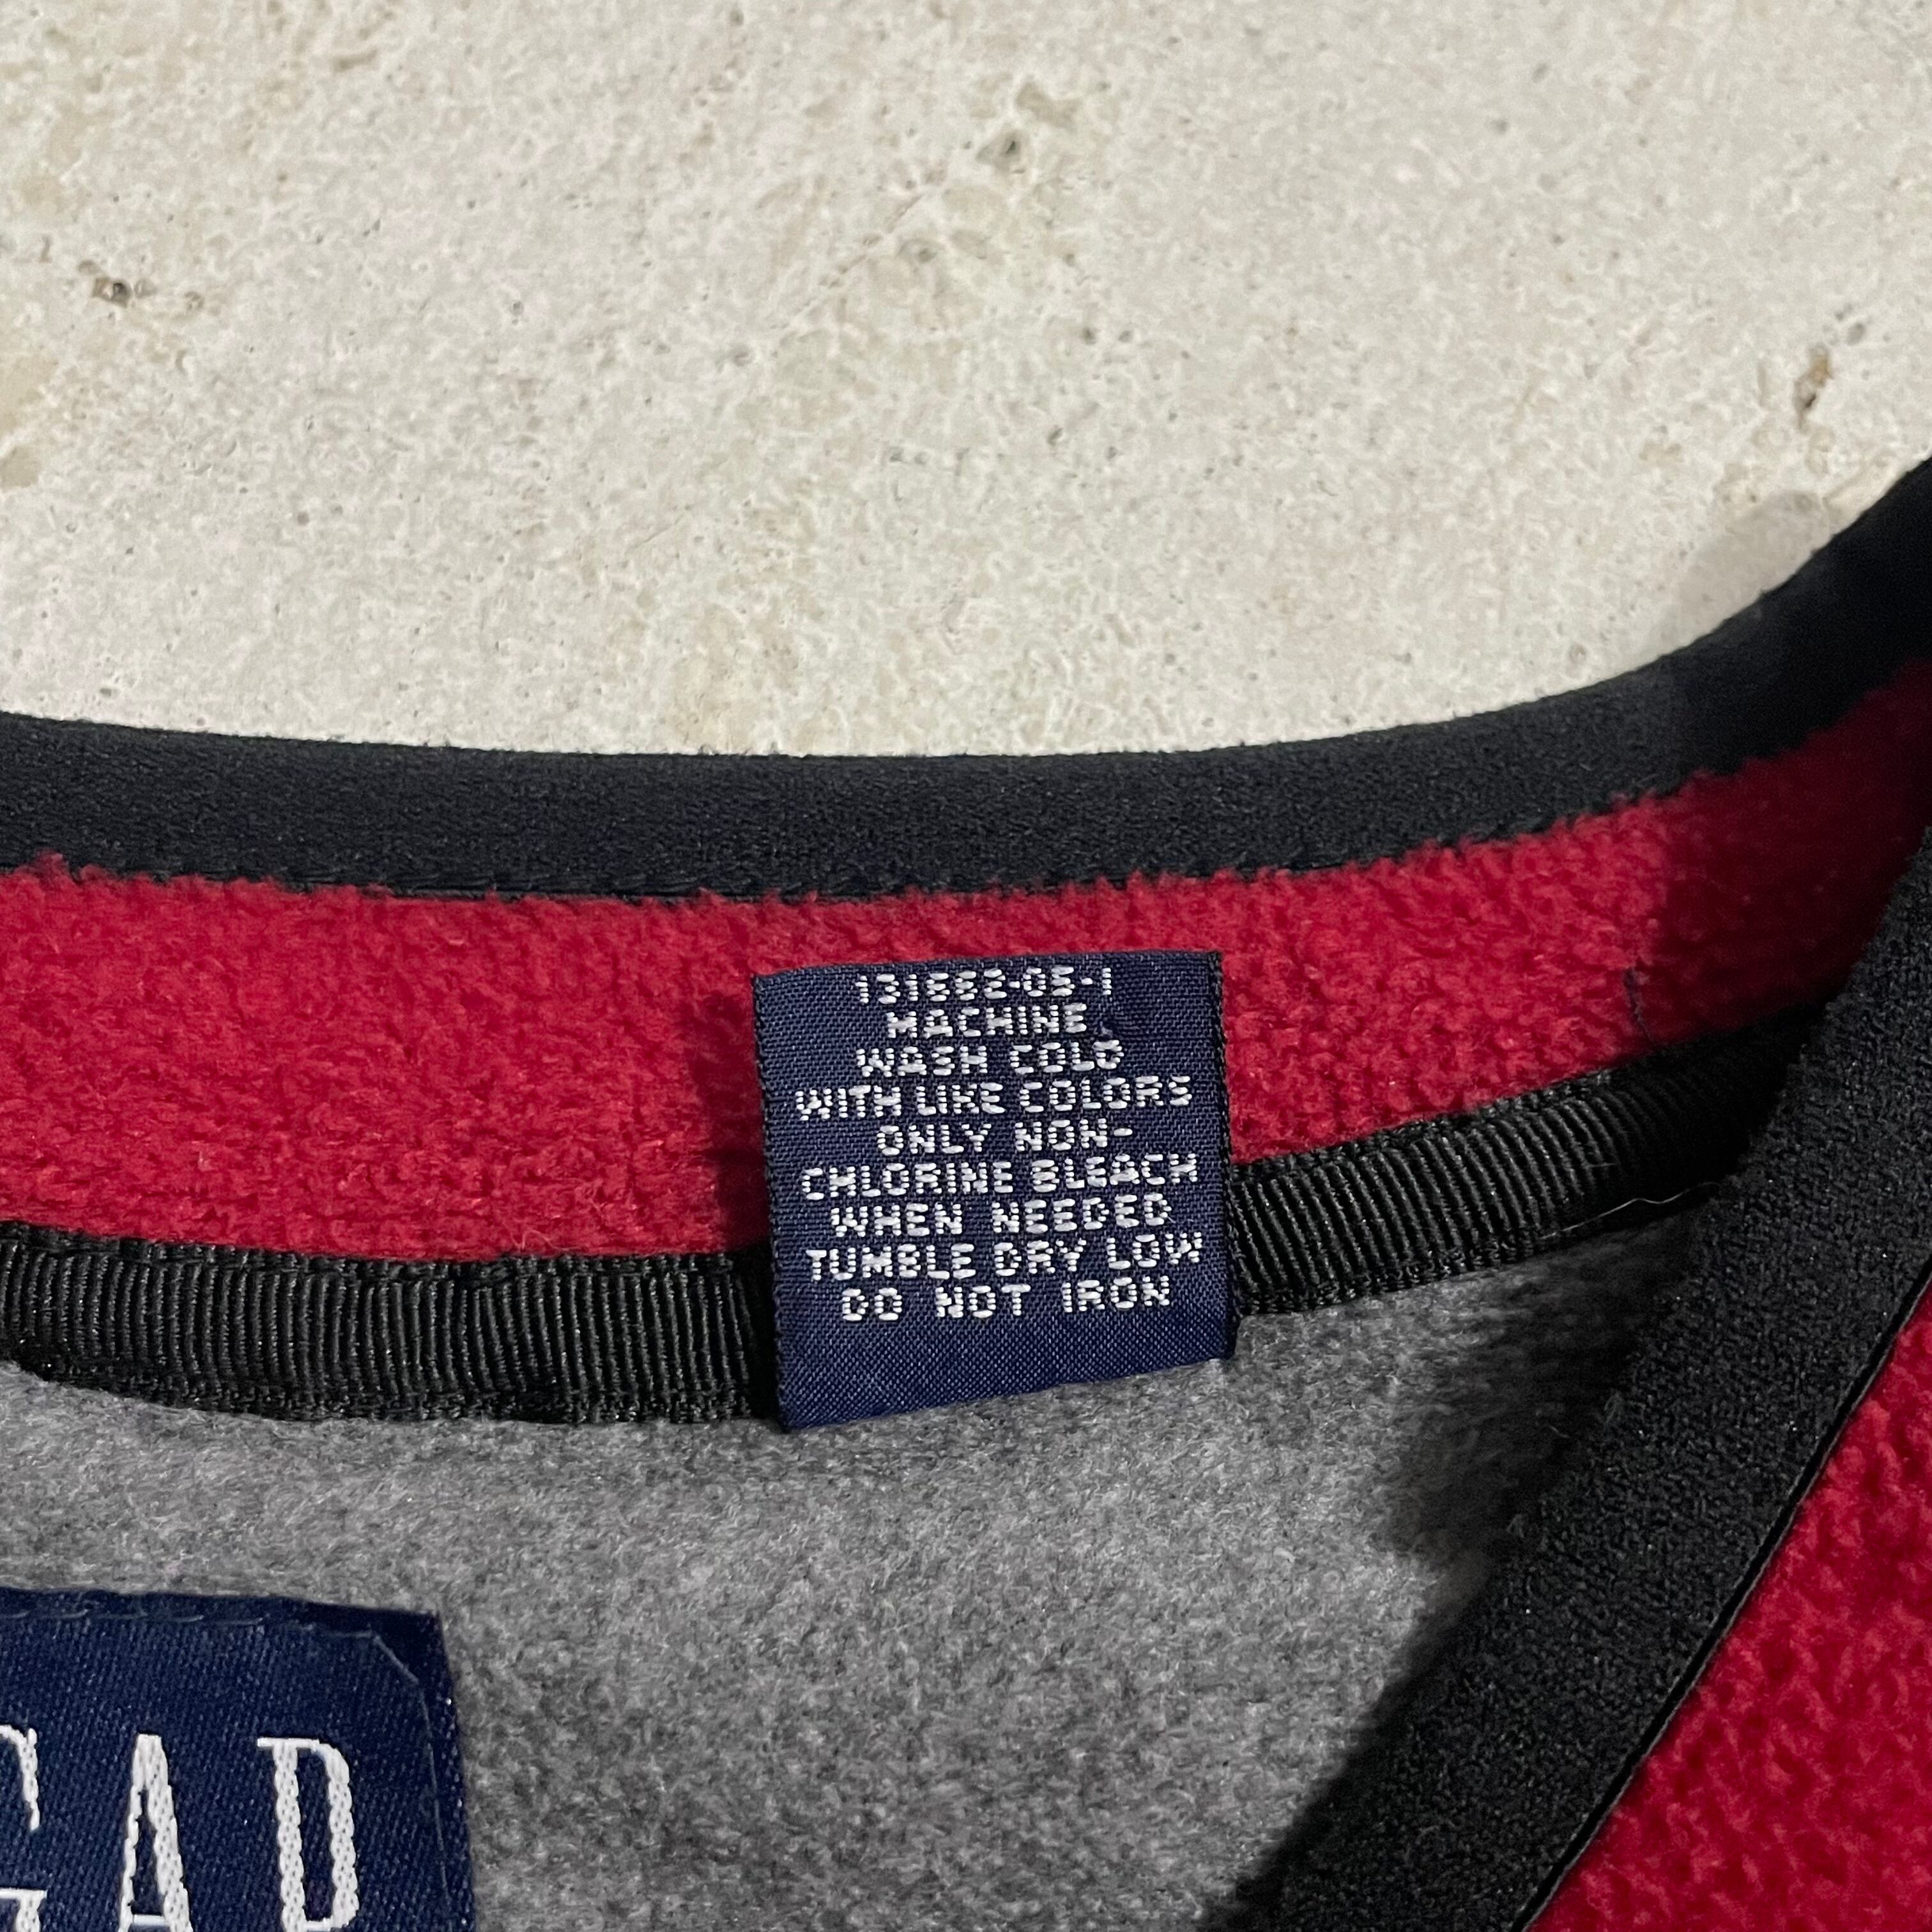 131882-05-1
MACHINE
WASH COLD
WITH LIKE COLORS
ONLY NON-
CHLORINE BLEACH
WHEN NEEDED
TUMBLE DRY LOW
DO NOT IRON
GAP